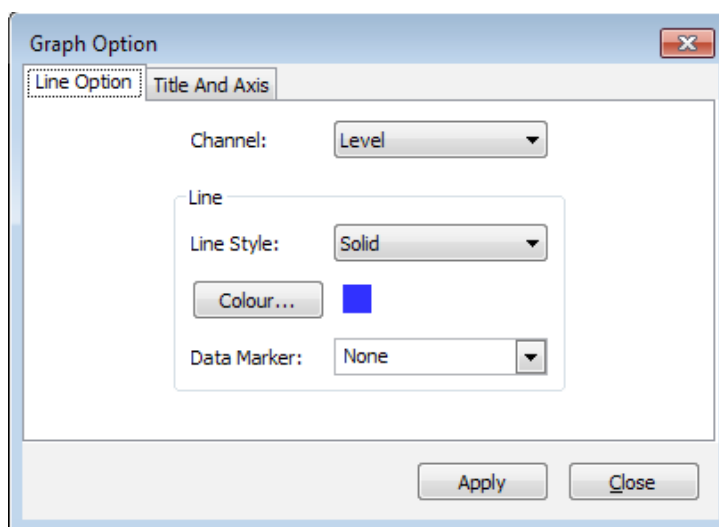 Graph Option
Line Option Title And Axis
Channel: Level
Line
Line Style: Solid
Colour...
Data Marker: None
Apply Close